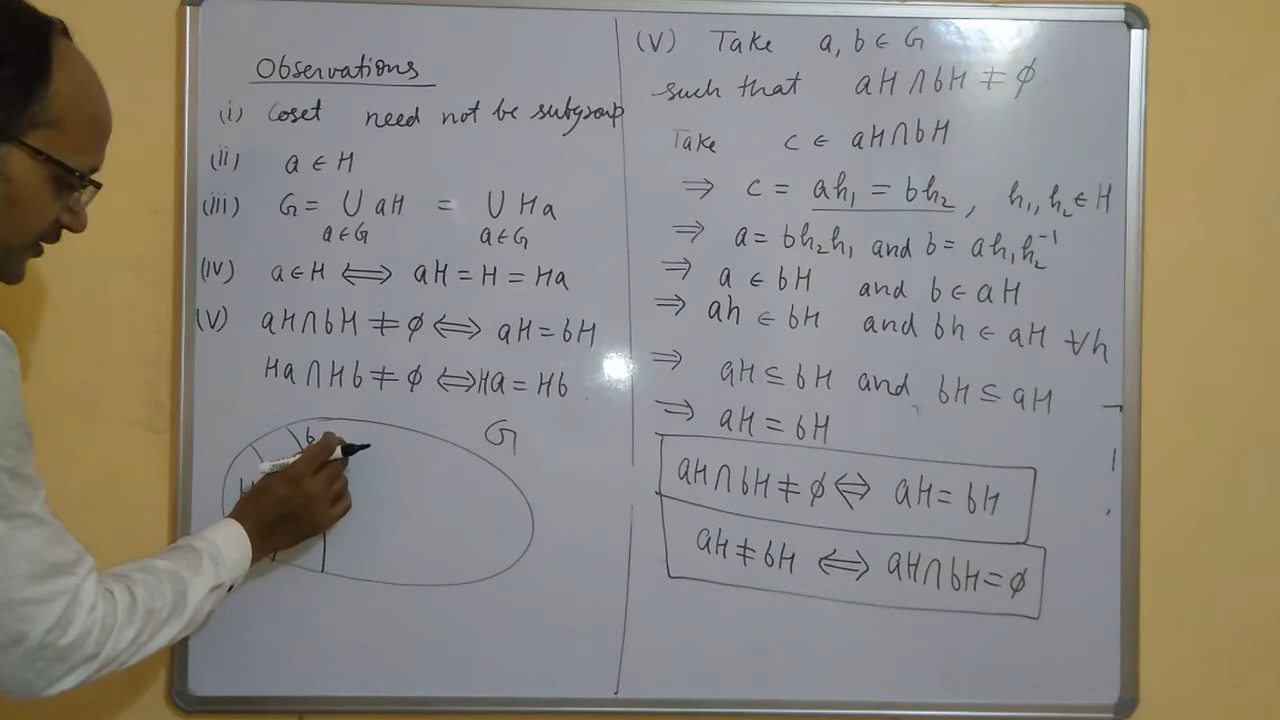 Observations
(i) Coset need not be subgroup
(ii) a ∈ H
(iii) G = ∪ aH = ∪ Ha
a∈G a∈G
(iv) a∈H ⟺ aH = H = Ha
(v) aH∩bH ≠ ϕ ⟺ aH = bH
Ha∩Hb ≠ ϕ ⟺ Ha = Hb
G
H
b
(v) Take a, b ∈ G
such that aH∩bH ≠ ϕ
Take c ∈ aH∩bH
⇒ c = ah₁ = bh₂, h₁, h₂ ∈ H
⇒ a = bh₂h₁ and b = ah₁h₂⁻¹
⇒ a ∈ bH and b ∈ aH
⇒ ah ∈ bH and bh ∈ aH ∀h
⇒ aH ⊆ bH and bH ⊆ aH
⇒ aH = bH
aH∩bH ≠ ϕ ⟺ aH = bH
aH ≠ bH ⟺ aH∩bH = ϕ